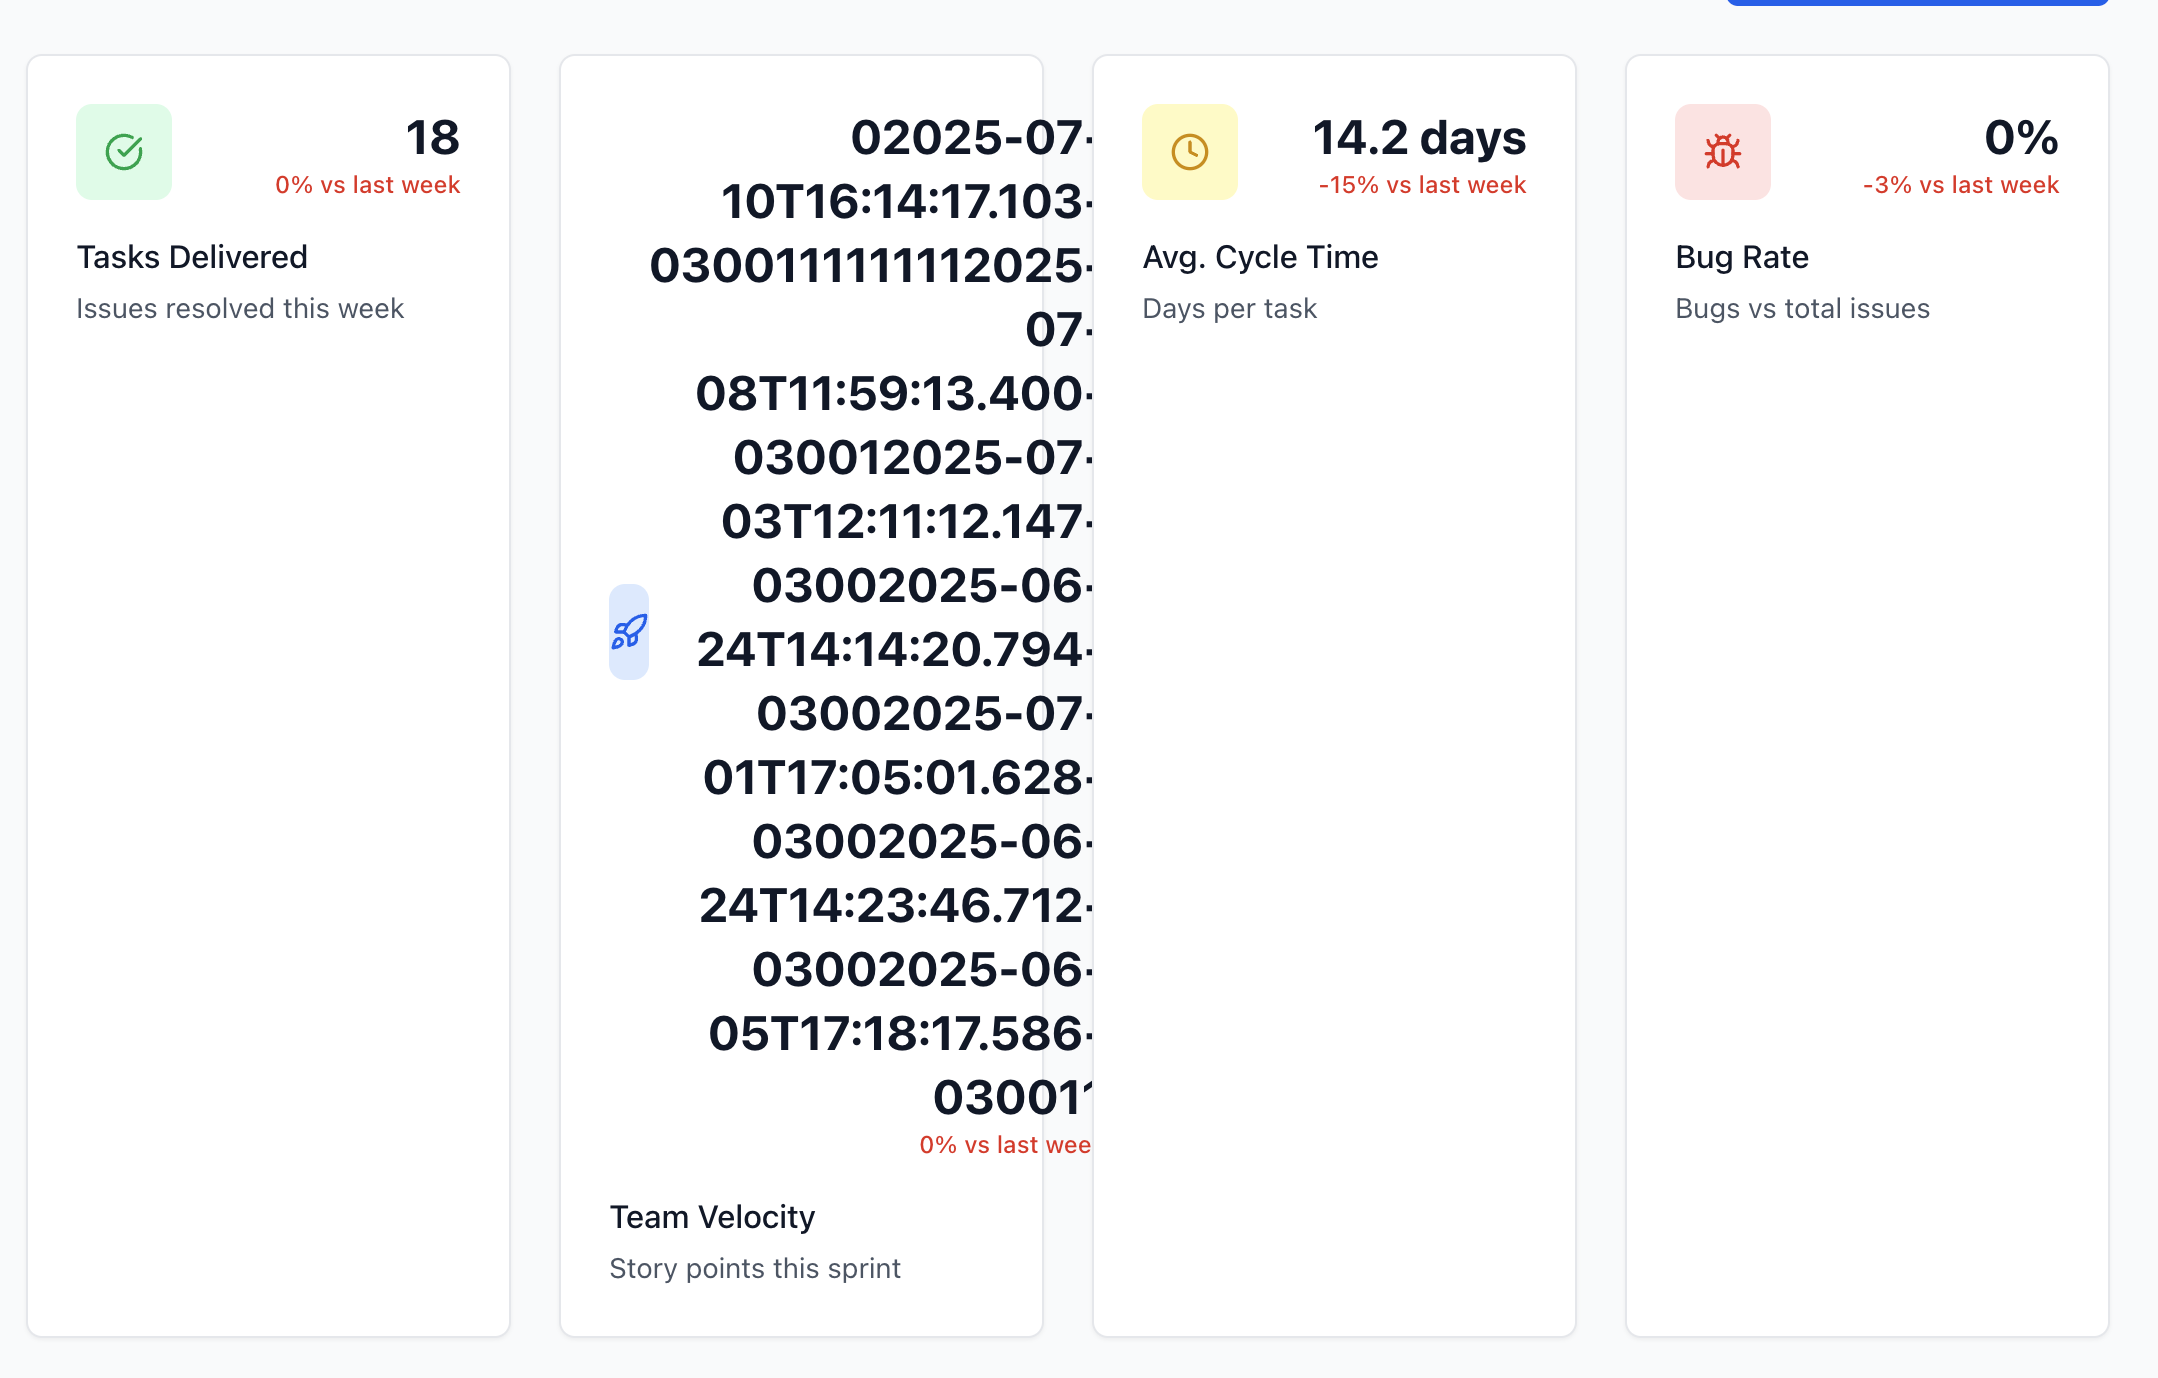 18
0% vs last week
Tasks Delivered
Issues resolved this week
02025-07-
10T16:14:17.103-
0300111111112025-
07-
08T11:59:13.400-
030012025-07-
03T12:11:12.147-
03002025-06-
24T14:14:20.794-
03002025-07-
01T17:05:01.628-
03002025-06-
24T14:23:46.712-
03002025-06-
05T17:18:17.586-
030011
0% vs last wee
Team Velocity
Story points this sprint
14.2 days
-15% vs last week
Avg. Cycle Time
Days per task
0%
-3% vs last week
Bug Rate
Bugs vs total issues